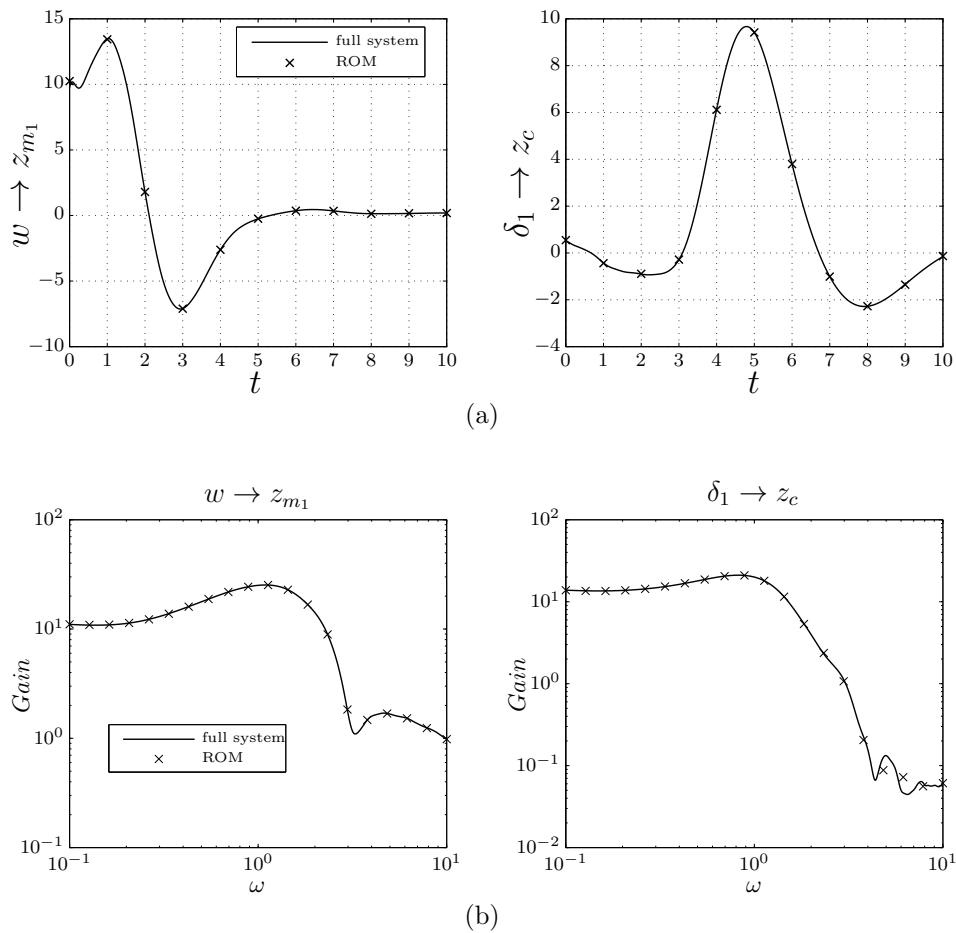 15
10
5
0
−5
−10
0 1 2 3 4 5 6 7 8 9 10
t
w → z_{m_1}
full system
ROM
10
8
6
4
2
0
−2
−4
0 1 2 3 4 5 6 7 8 9 10
t
δ_1 → z_c
(a)
w → z_{m_1}
10^2
10^1
10^0
10^{-1}
10^{-1} 10^0 10^1
Gain
ω
full system
ROM
δ_1 → z_c
10^2
10^1
10^0
10^{-1}
10^{-2}
10^{-1} 10^0 10^1
Gain
ω
(b)